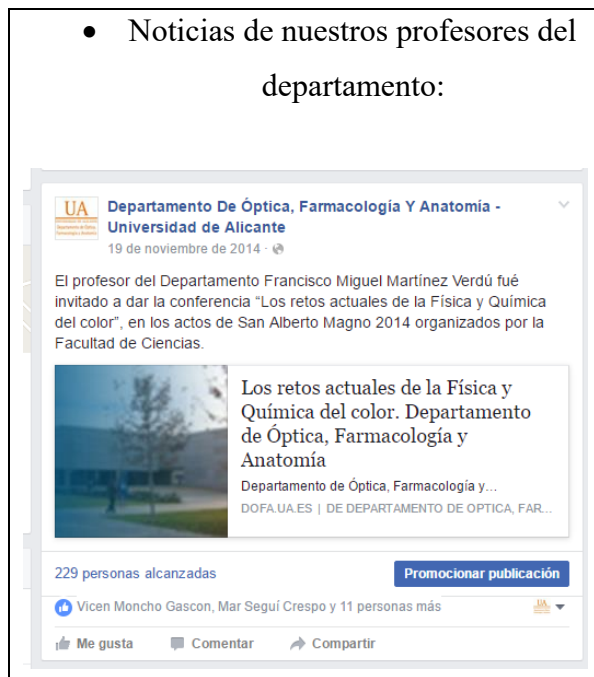 • Noticias de nuestros profesores del
departamento:
UA
Departamento De Óptica, Farmacología Y Anatomía -
Universidad de Alicante
19 de noviembre de 2014 ·
El profesor del Departamento Francisco Miguel Martínez Verdú fué
invitado a dar la conferencia “Los retos actuales de la Física y Química
del color”, en los actos de San Alberto Magno 2014 organizados por la
Facultad de Ciencias.
Los retos actuales de la Física y
Química del color. Departamento
de Óptica, Farmacología y
Anatomía
Departamento de Óptica, Farmacología y...
DOFA.UA.ES | DE DEPARTAMENTO DE OPTICA, FAR...
229 personas alcanzadas
Promocionar publicación
Vicen Moncho Gascon, Mar Seguí Crespo y 11 personas más
Me gusta Comentar Compartir